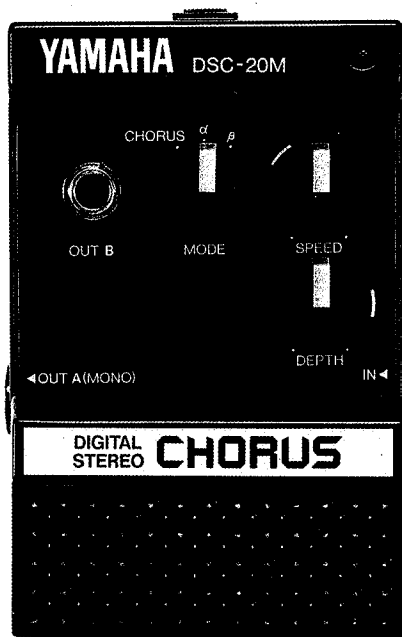 YAMAHA DSC-20M
CHORUS α β
OUT B MODE SPEED
DEPTH
◄OUT A(MONO) IN◄
DIGITAL
STEREO CHORUS